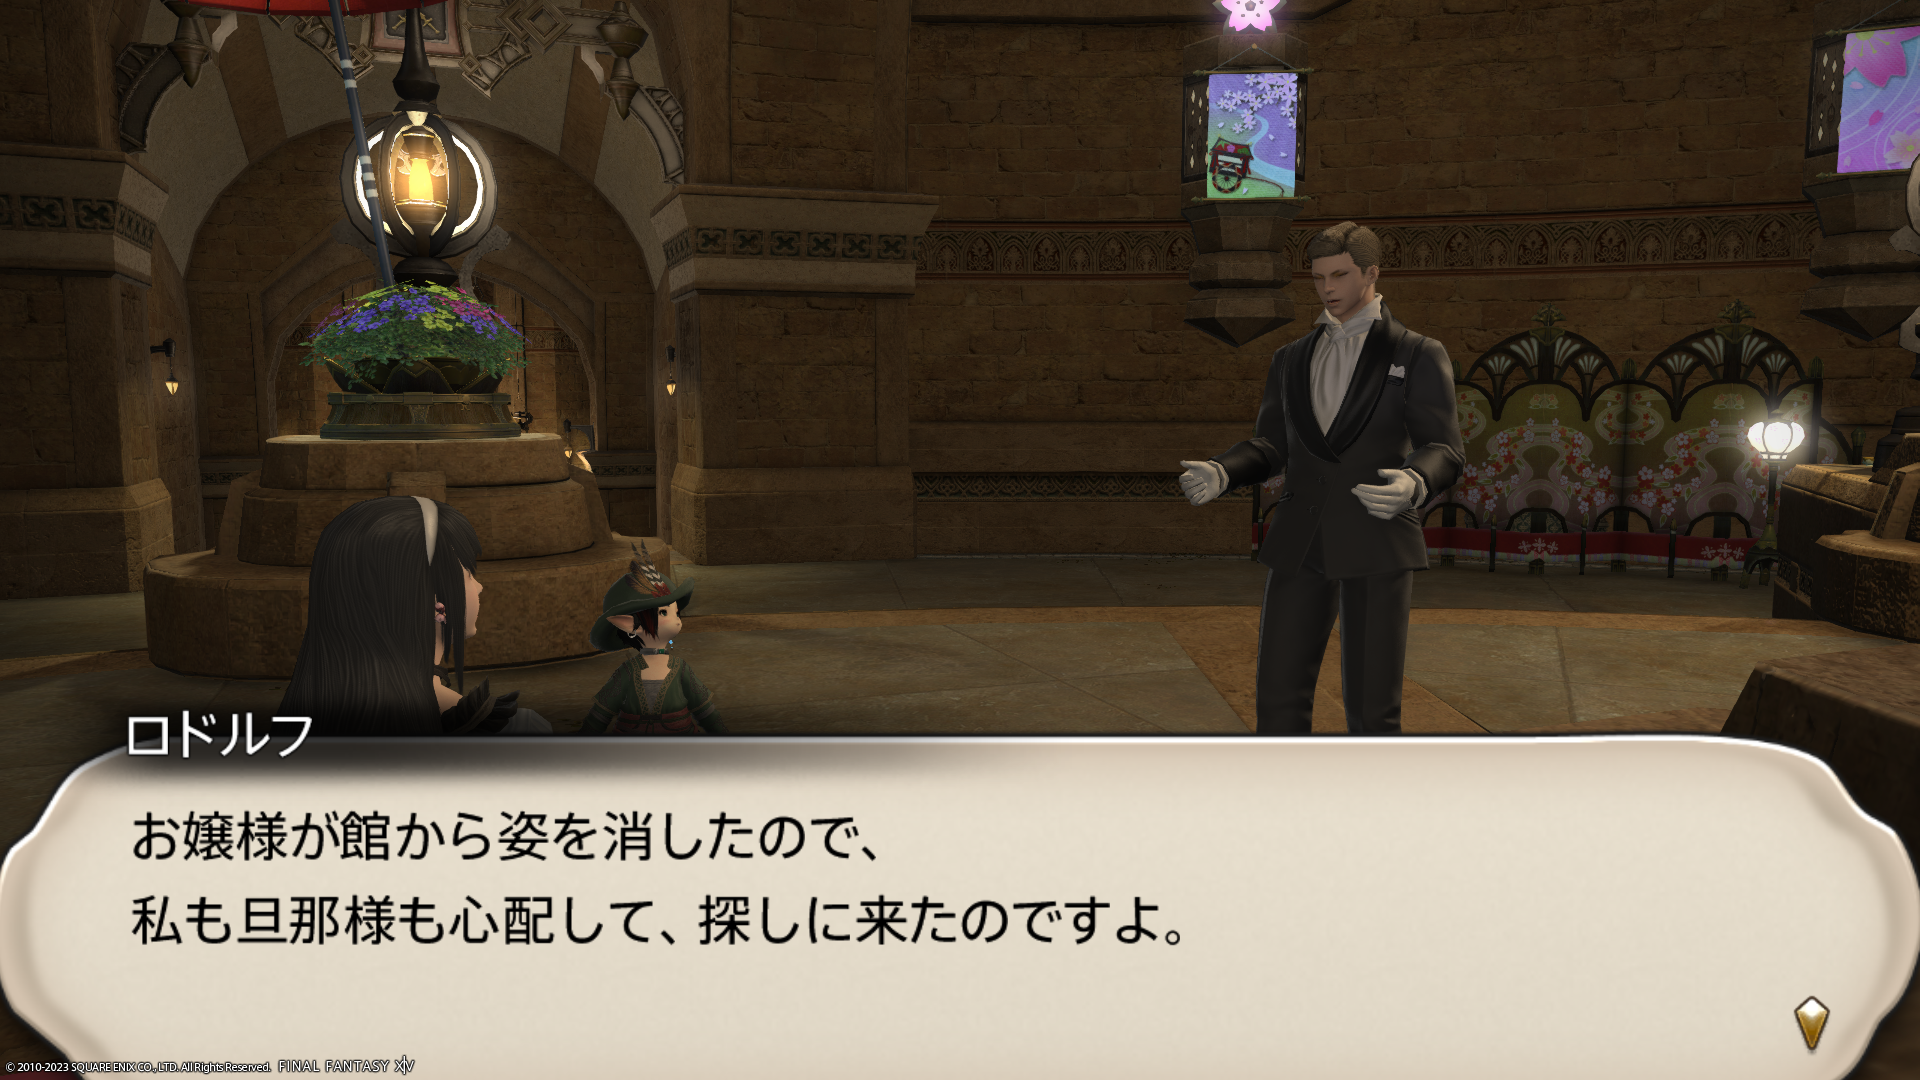 ロドルフ
お嬢様が館から姿を消したので、
私も旦那様も心配して、探しに来たのですよ。
© 2010-2023 SQUARE ENIX CO., LTD. All Rights Reserved. FINAL FANTASY XIV